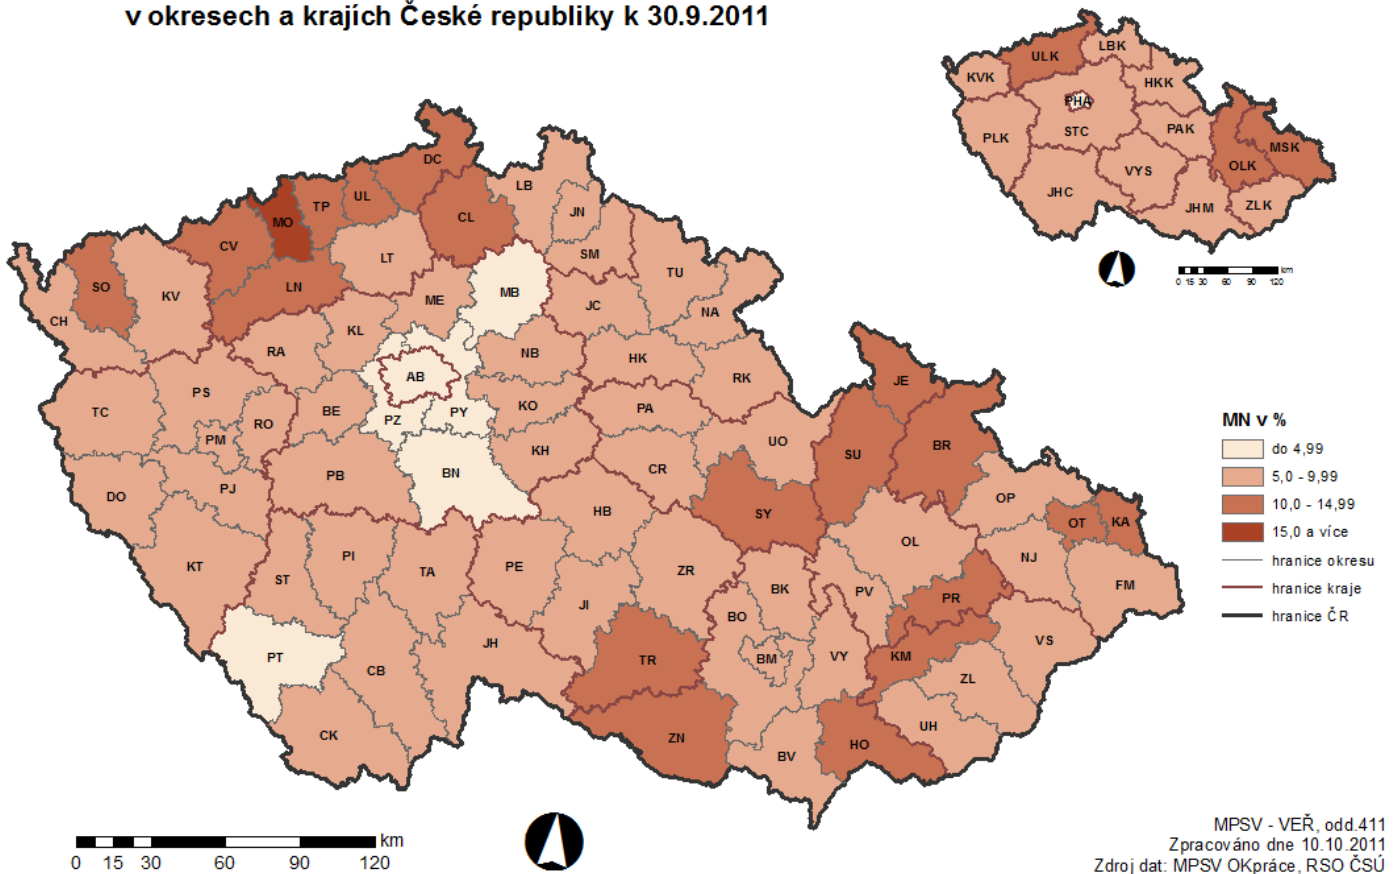 v okresech a krajích České republiky k 30.9.2011
LBK
ULK
KVK
HKK
PHA
STC
PAK
PLK
MSK
OLK
VYS
JHC
JHM
ZLK
km
0 15 30 60 90 120
DC
LB
UL
TP
JN
CL
MO
CV
LT
SM
TU
SO
LN
KV
MB
ME
JC
NA
CH
KL
RA
NB
HK
AB
RK
JE
PS
TC
BE
KO
PA
PZ
PY
RO
PM
UO
BR
KH
SU
CR
BN
PB
PJ
DO
OP
HB
SY
OT
KA
OL
PI
NJ
KT
PE
ZR
TA
ST
FM
BK
PV
PR
JI
BO
VS
JH
PT
TR
BM
VY
KM
CB
ZL
UH
CK
ZN
HO
BV
MN v %
do 4,99
5,0 - 9,99
10,0 - 14,99
15,0 a více
hranice okresu
hranice kraje
hranice ČR
km
0 15 30 60 90 120
MPSV - VEŘ, odd.411
Zpracováno dne 10.10.2011
Zdroj dat: MPSV OKpráce, RSO ČSÚ